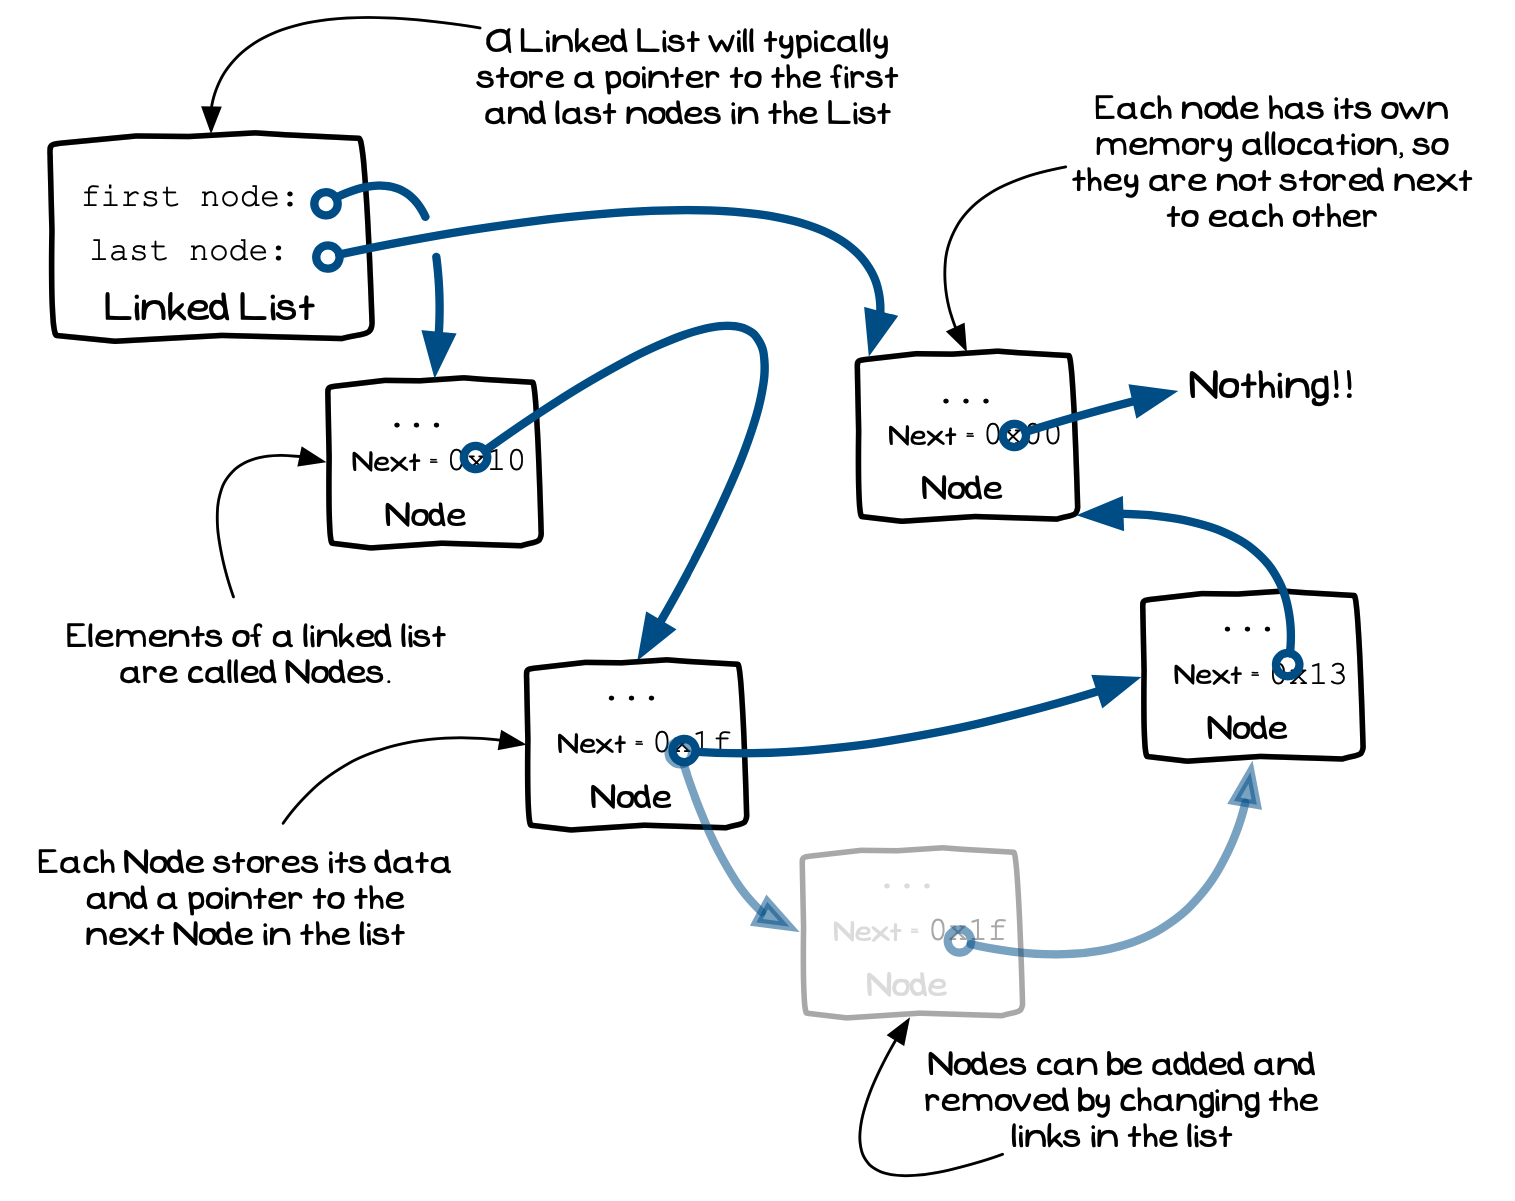 A Linked List will typically
store a pointer to the first
and last nodes in the List
Each node has its own
memory allocation, so
they are not stored next
to each other
first node:
last node:
Linked List
...
Next = 0x10
Node
...
Next = 0x00
Node
Nothing!!
Elements of a linked list
are called Nodes.
...
Next = 0x1f
Node
...
Next = 0x13
Node
Each Node stores its data
and a pointer to the
next Node in the list
...
Next = 0x1f
Node
Nodes can be added and
removed by changing the
links in the list